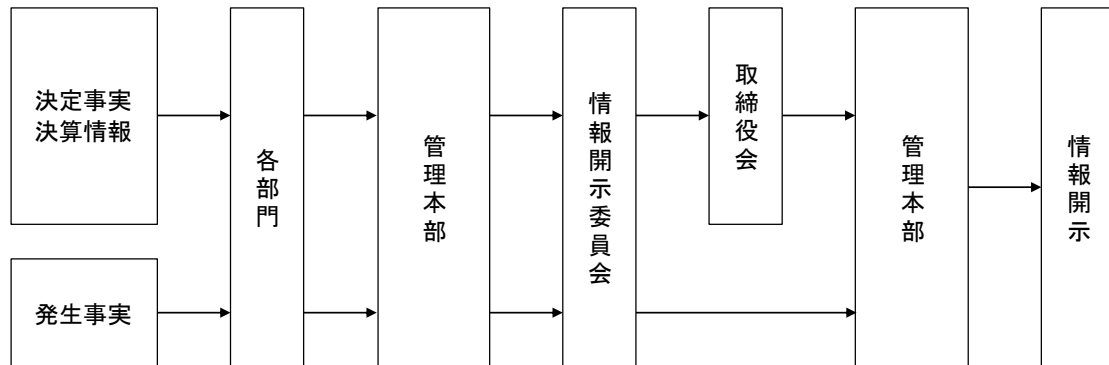 決定事実
決算情報
発生事実
各部門
管理本部
情報開示委員会
取締役会
管理本部
情報開示